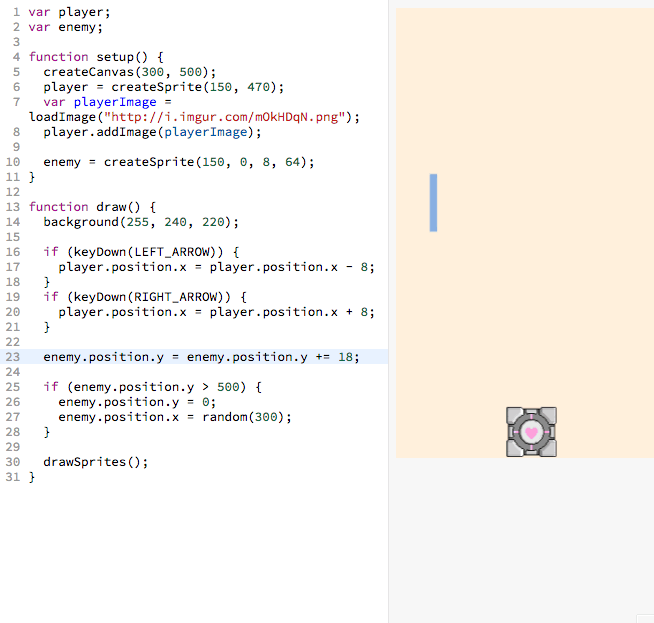 1 var player;
2 var enemy;
3
4 function setup() {
5   createCanvas(300, 500);
6   player = createSprite(150, 470);
7   var playerImage =
loadImage("http://i.imgur.com/mOkHDqN.png");
8   player.addImage(playerImage);
9
10   enemy = createSprite(150, 0, 8, 64);
11 }
12
13 function draw() {
14   background(255, 240, 220);
15
16   if (keyDown(LEFT_ARROW)) {
17     player.position.x = player.position.x - 8;
18   }
19   if (keyDown(RIGHT_ARROW)) {
20     player.position.x = player.position.x + 8;
21   }
22
23   enemy.position.y = enemy.position.y += 18;
24
25   if (enemy.position.y > 500) {
26     enemy.position.y = 0;
27     enemy.position.x = random(300);
28   }
29
30   drawSprites();
31 }